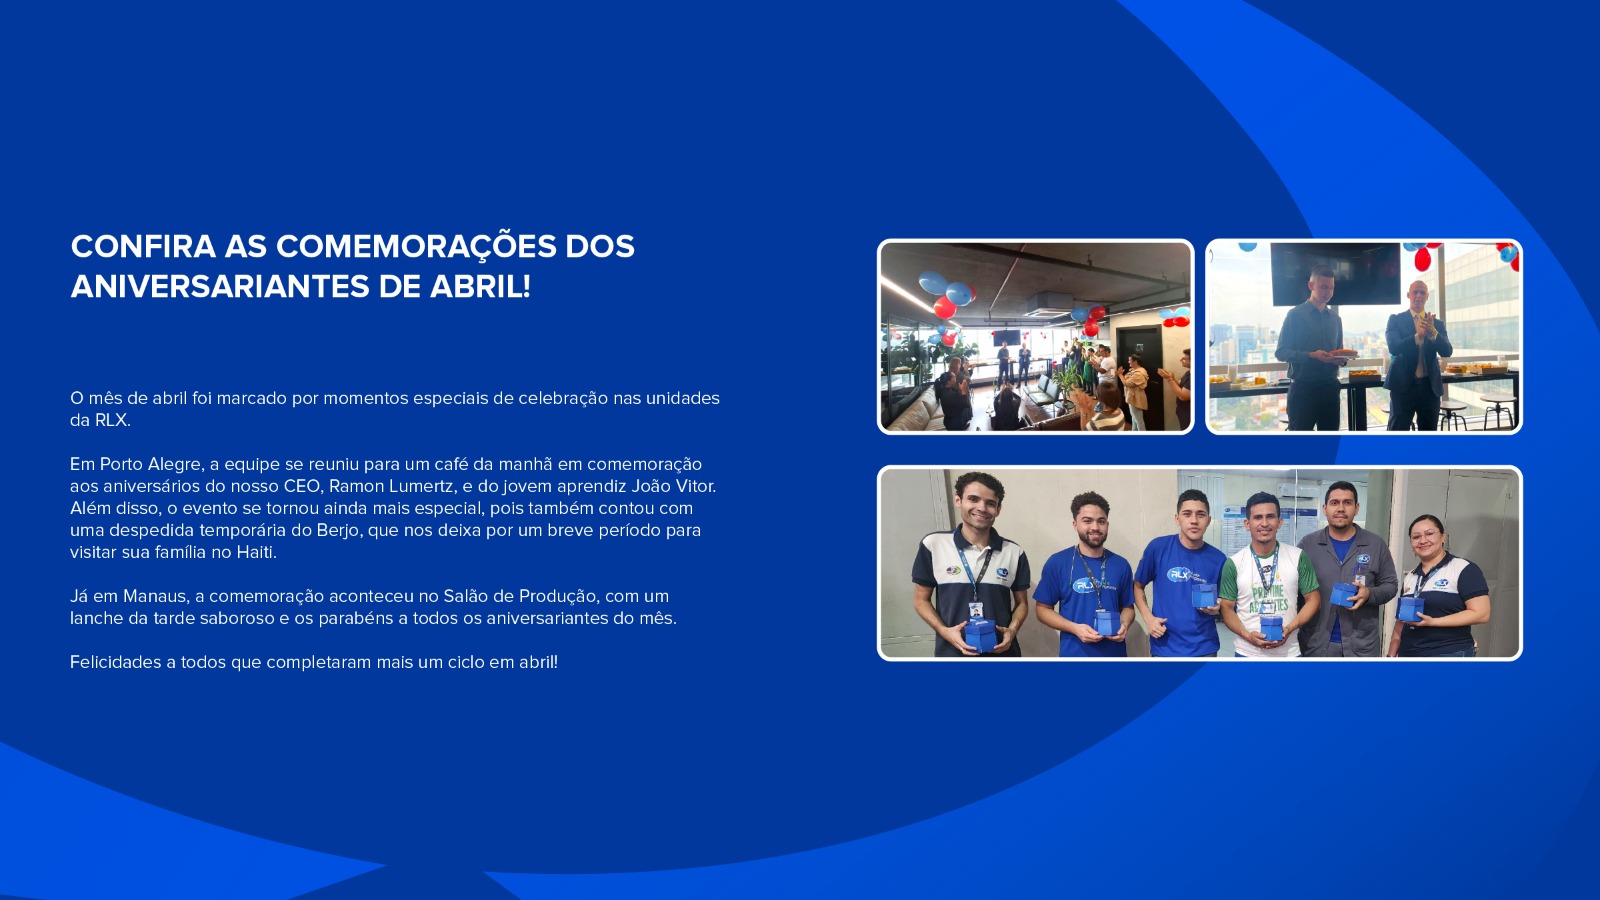 CONFIRA AS COMEMORAÇÕES DOS
ANIVERSARIANTES DE ABRIL!
O mês de abril foi marcado por momentos especiais de celebração nas unidades
da RLX.
Em Porto Alegre, a equipe se reuniu para um café da manhã em comemoração
aos aniversários do nosso CEO, Ramon Lumertz, e do jovem aprendiz João Vitor.
Além disso, o evento se tornou ainda mais especial, pois também contou com
uma despedida temporária do Berjo, que nos deixa por um breve período para
visitar sua família no Haiti.
Já em Manaus, a comemoração aconteceu no Salão de Produção, com um
lanche da tarde saboroso e os parabéns a todos os aniversariantes do mês.
Felicidades a todos que completaram mais um ciclo em abril!
RLX
RLX